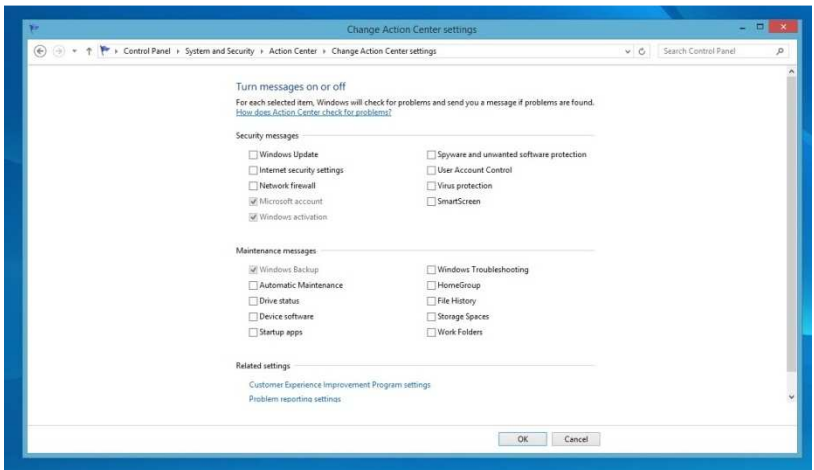 Change Action Center settings
Control Panel System and Security Action Center Change Action Center settings Search Control Panel
Turn messages on or off
For each selected item, Windows will check for problems and send you a message if problems are found.
How does Action Center check for problems?
Security messages
Windows Update Spyware and unwanted software protection
Internet security settings User Account Control
Network firewall Virus protection
Microsoft account SmartScreen
Windows activation
Maintenance messages
Windows Backup Windows Troubleshooting
Automatic Maintenance HomeGroup
Drive status File History
Device software Storage Spaces
Startup apps Work Folders
Related settings
Customer Experience Improvement Program settings
Problem reporting settings
OK Cancel